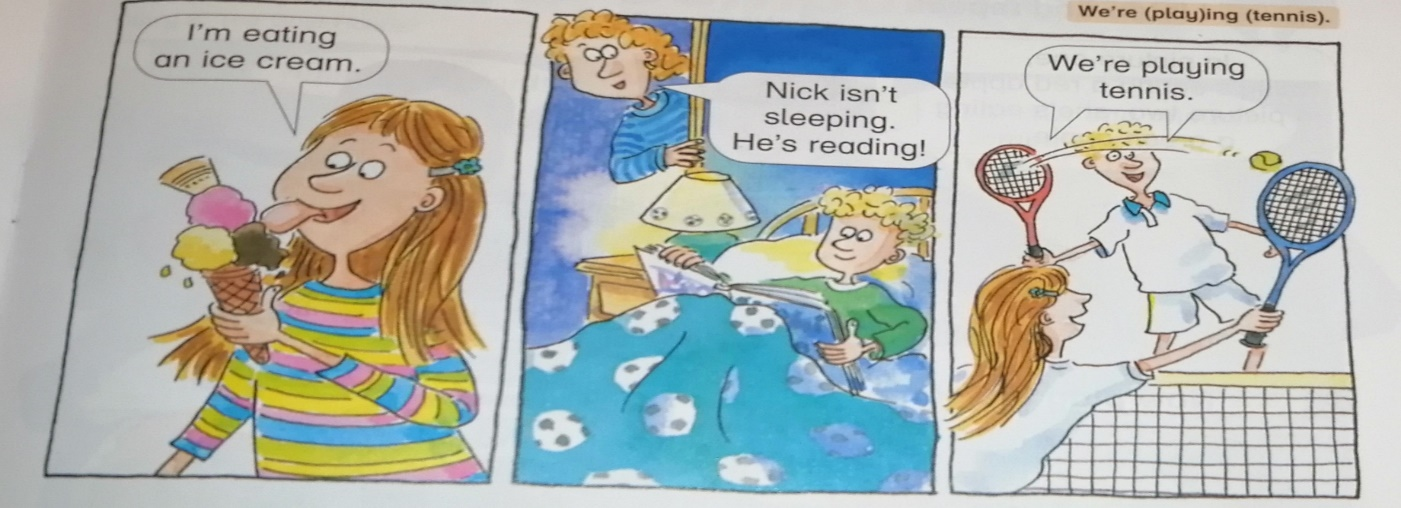 We're (play)ing (tennis).
I'm eating
an ice cream.
Nick isn't
sleeping.
He's reading!
We're playing
tennis.